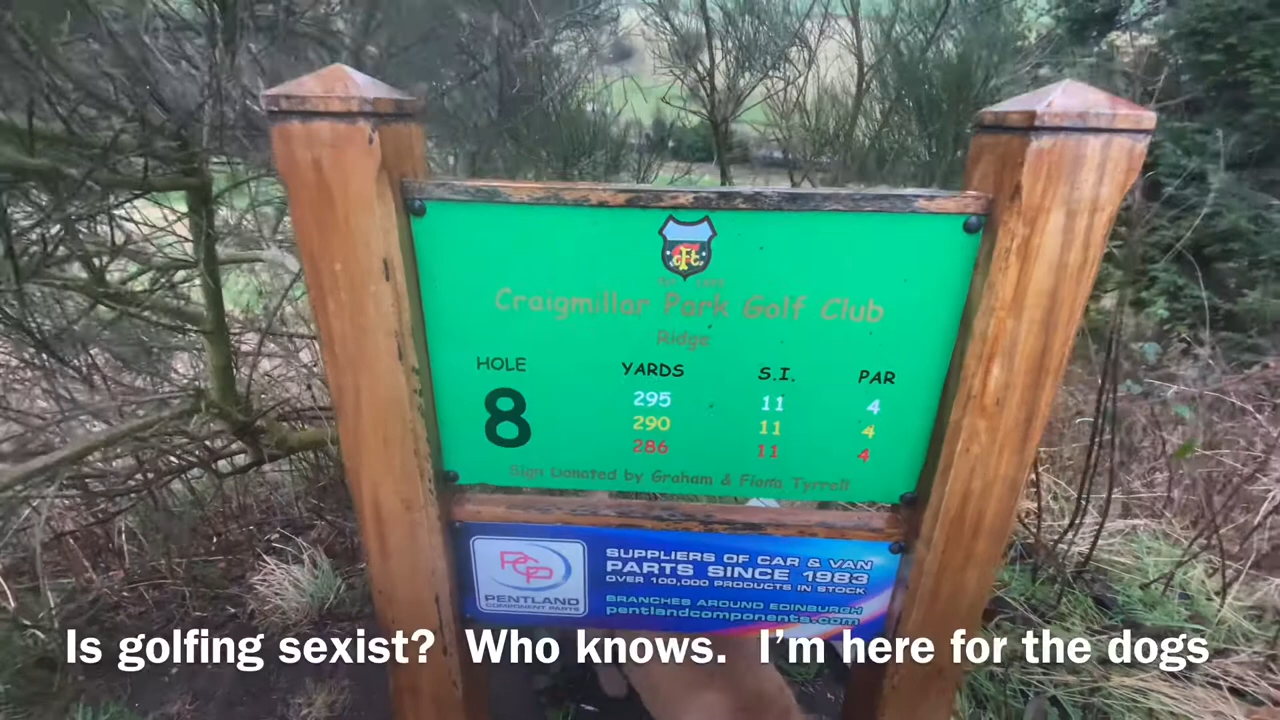 Craigmillar Park Golf Club
Ridge
HOLE YARDS S.I. PAR
8
295 11 4
290 11 4
286 11 4
Sign Donated by Graham & Fiona Tyrrell
PCP
PENTLAND
COMPONENT PARTS
SUPPLIERS OF CAR & VAN
PARTS SINCE 1983
OVER 100,000 PRODUCTS IN STOCK
BRANCHES AROUND EDINBURGH
pentlandcomponents.com
Is golfing sexist? Who knows. I'm here for the dogs